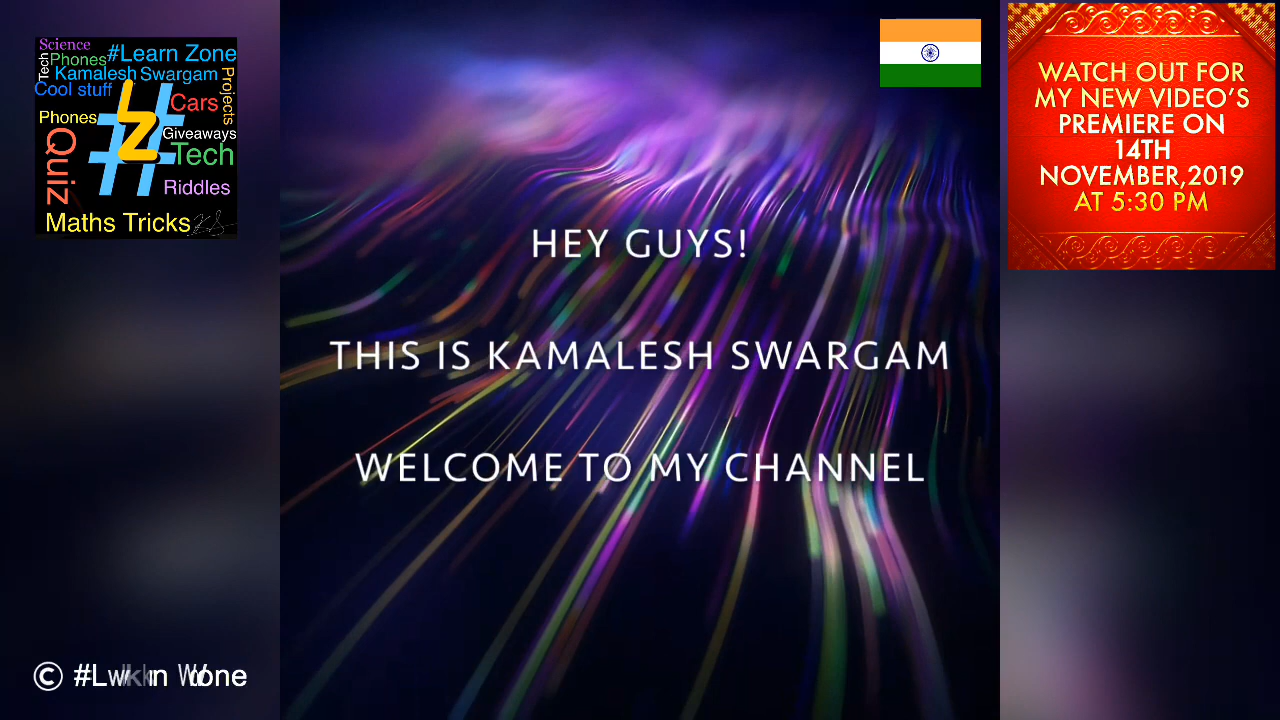 Science
#Learn Zone
Tech
Phones
Kamalesh Swargam
Cool stuff
Projects
Cars
Phones
Giveaways
Quiz
Tech
Riddles
Maths Tricks
HEY GUYS!
THIS IS KAMALESH SWARGAM
WELCOME TO MY CHANNEL
WATCH OUT FOR
MY NEW VIDEO'S
PREMIERE ON
14TH
NOVEMBER,2019
AT 5:30 PM
©